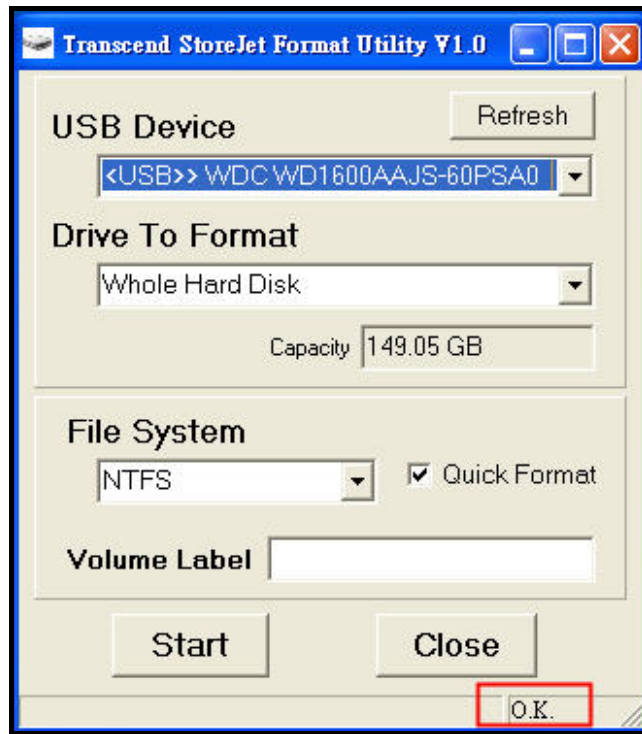 Transcend StoreJet Format Utility V1.0
USB Device
Refresh
<USB>> WDC WD1600AAJS-60PSA0
Drive To Format
Whole Hard Disk
Capacity 149.05 GB
File System
NTFS
Quick Format
Volume Label
Start
Close
O.K.